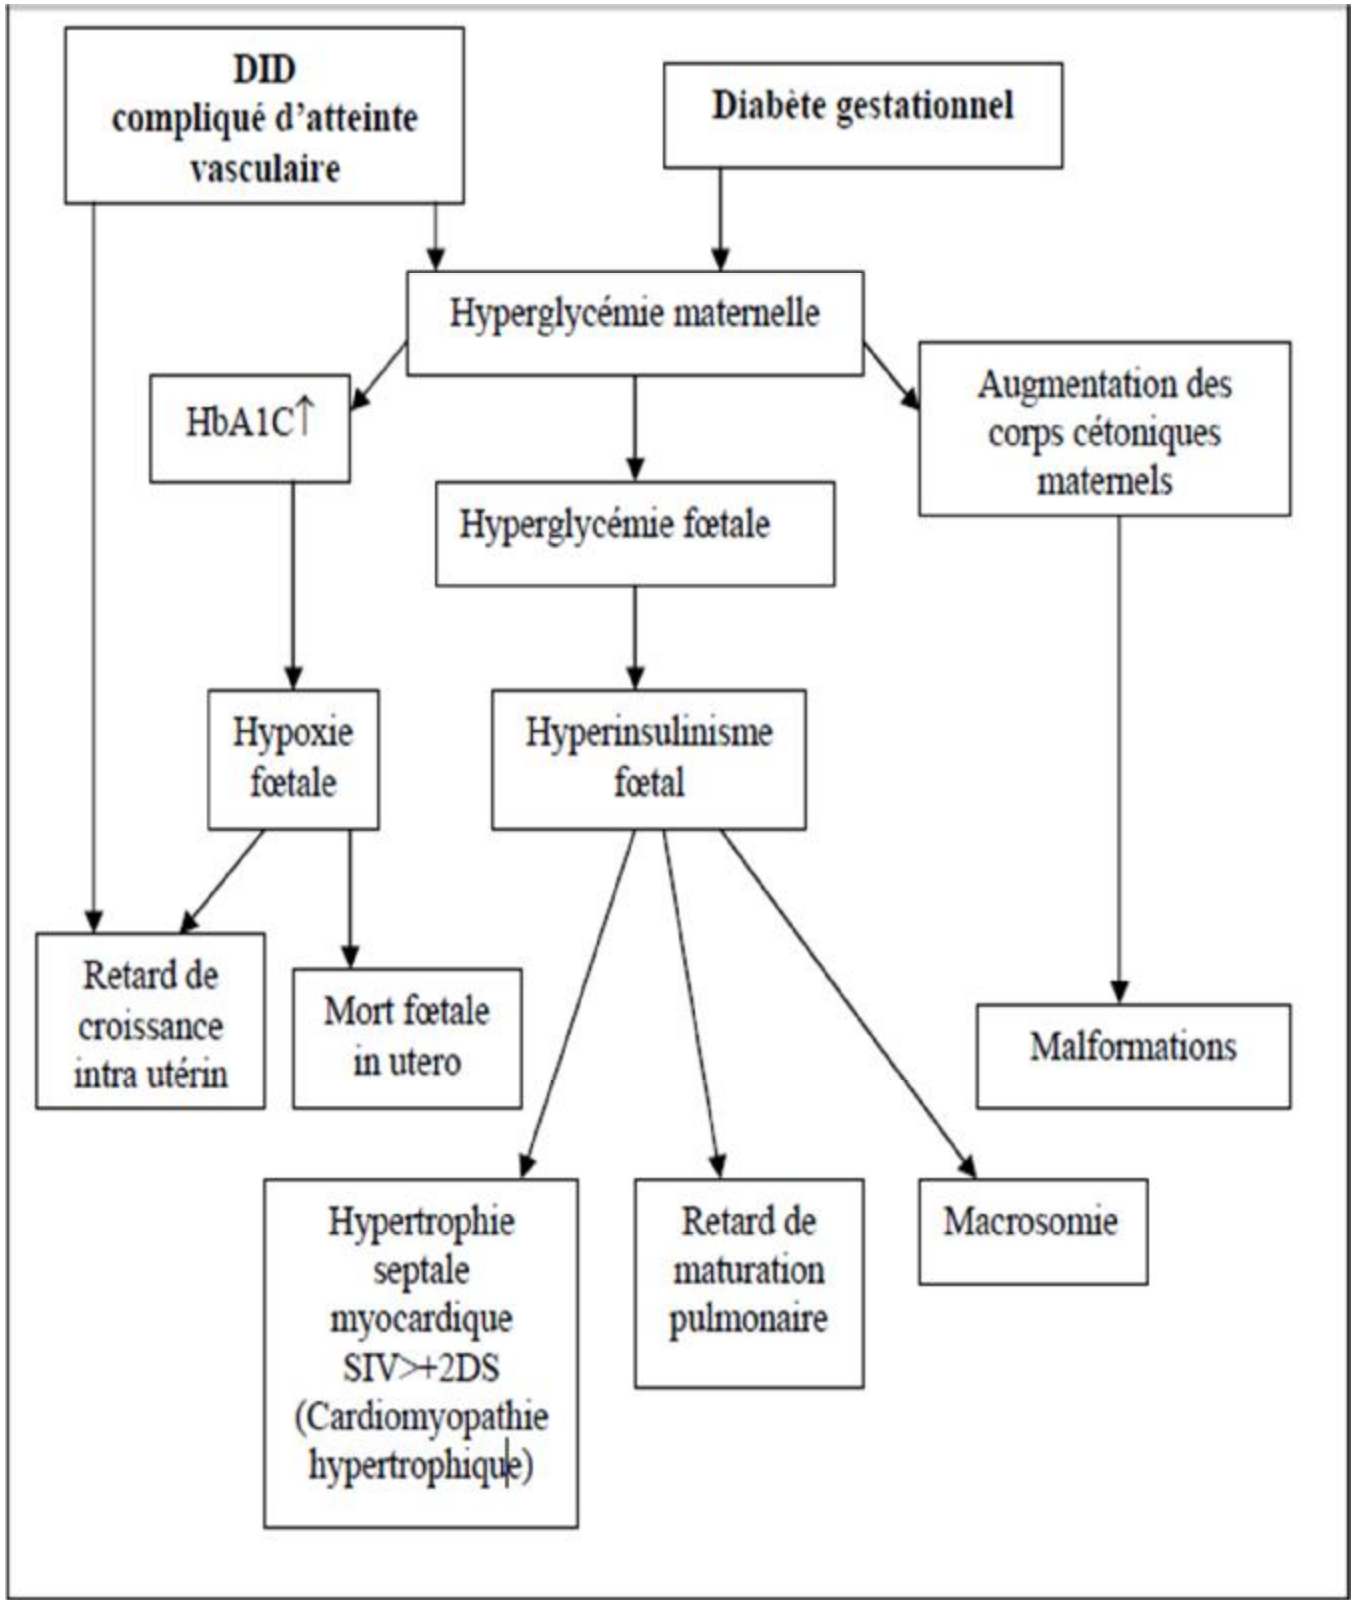 DID
compliqué d'atteinte
vasculaire
Diabète gestationnel
Hyperglycémie maternelle
HbA1C↑
Augmentation des
corps cétoniques
maternels
Hyperglycémie fœtale
Hypoxie
fœtale
Hyperinsulinisme
fœtal
Retard de
croissance
intra utérin
Mort fœtale
in utero
Malformations
Hypertrophie
septale
myocardique
SIV>+2DS
(Cardiomyopathie
hypertrophique)
Retard de
maturation
pulmonaire
Macrosomie